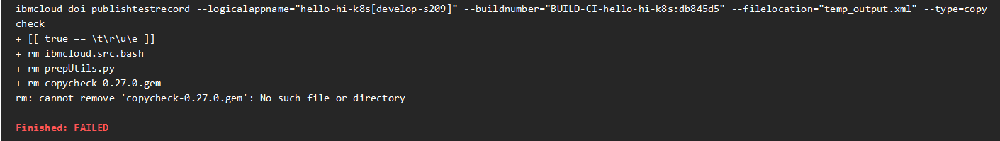 ibmcloud doi publishtestrecord --logicalappname="hello-hi-k8s[develop-s209]" --buildnumber="BUILD-CI-hello-hi-k8s:db845d5" --filelocation="temp_output.xml" --type=copy
check
+ [[ true == \t\r\u\e ]]
+ rm ibmcloud.src.bash
+ rm prepUtils.py
+ rm copycheck-0.27.0.gem
rm: cannot remove 'copycheck-0.27.0.gem': No such file or directory
Finished: FAILED